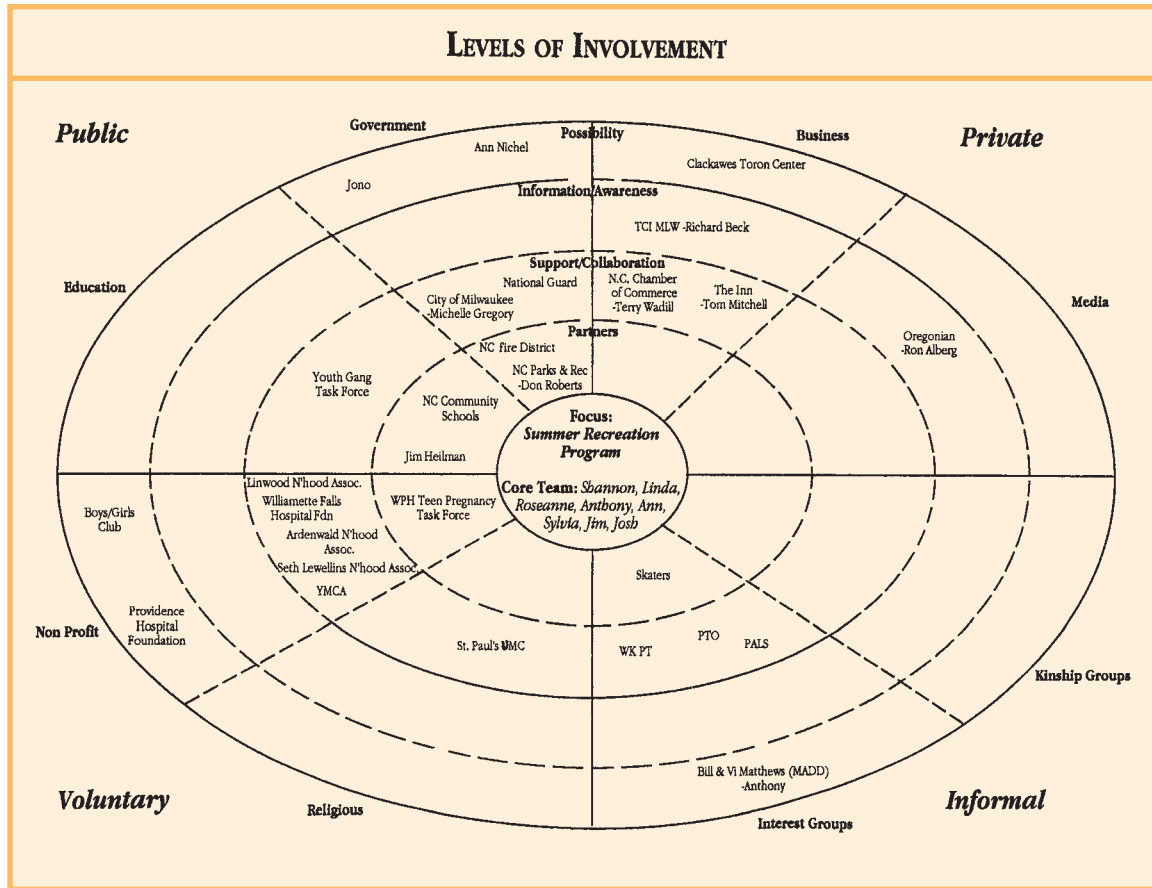 LEVELS OF INVOLVEMENT
Public
Government
Possibility
Business
Private
Ann Nichel
Clackawes Toron Center
Jono
Information/Awareness
TCI MLW -Richard Beck
Support/Collaboration
National Guard
N.C. Chamber
of Commerce
-Terry Wadill
The Inn
-Tom Mitchell
City of Milwaukee
-Michelle Gregory
Education
Media
Partners
Oregonian
-Ron Alberg
NC Fire District
NC Parks & Rec
-Don Roberts
Youth Gang
Task Force
NC Community
Schools
Jim Heilman
Focus:
Summer Recreation
Program
Core Team: Shannon, Linda,
Roseanne, Anthony, Ann,
Sylvia, Jim, Josh
Linwood N'hood Assoc.
Williamette Falls
Hospital Fdn
WPH Teen Pregnancy
Task Force
Boys/Girls
Club
Ardenwald N'hood
Assoc.
Seth Lewellins N'hood Assoc.
YMCA
Skaters
Non Profit
Providence
Hospital
Foundation
St. Paul's UMC
WK PT
PTO
PALS
Kinship Groups
Bill & Vi Matthews (MADD)
-Anthony
Voluntary
Religious
Interest Groups
Informal